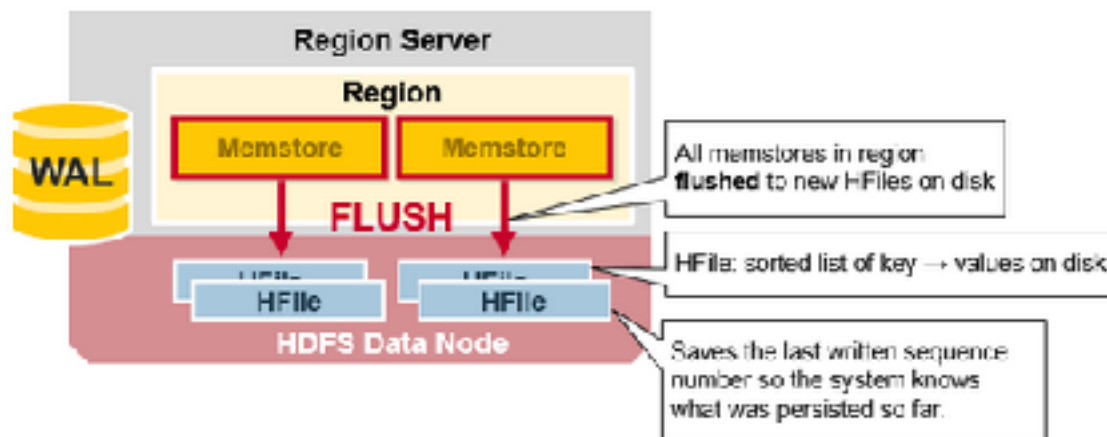 Region Server
Region
Memstore
Memstore
WAL
FLUSH
All memstores in region
flushed to new HFiles on disk
HFile
HFile
HFile: sorted list of key → values on disk
HFile
HFile
HDFS Data Node
Saves the last written sequence
number so the system knows
what was persisted so far.